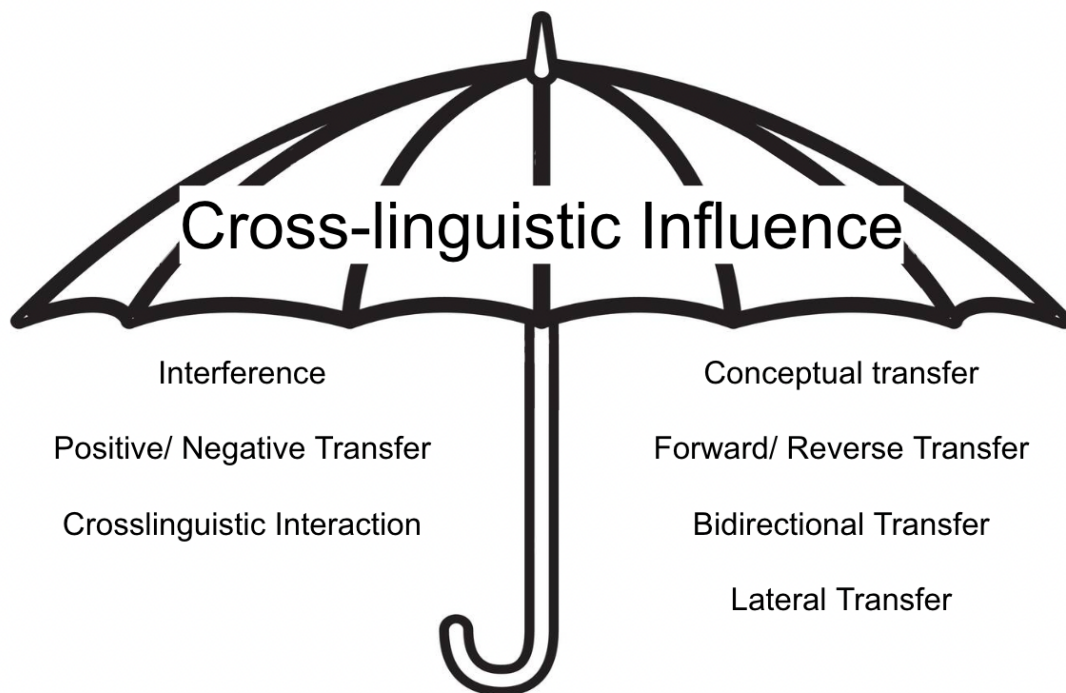 Cross-linguistic Influence
Interference
Positive/ Negative Transfer
Crosslinguistic Interaction
Conceptual transfer
Forward/ Reverse Transfer
Bidirectional Transfer
Lateral Transfer